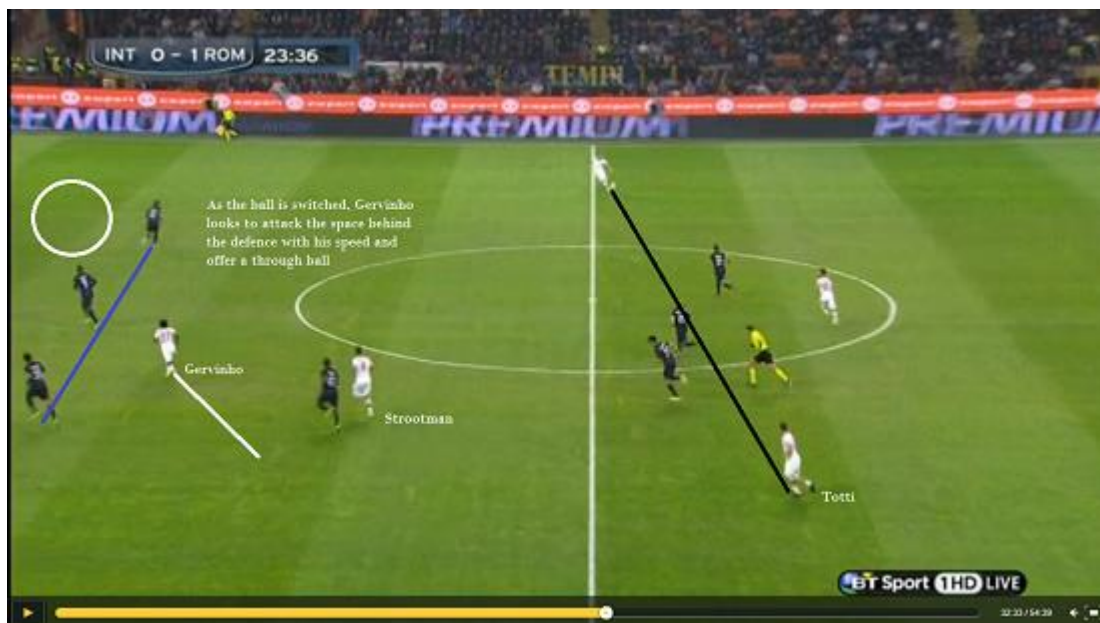 INT 0 - 1 ROM 23:36
PREMIUM PREMIUM PREMIUM
As the ball is switched, Gervinho
looks to attack the space behind
the defence with his speed and
offer a through ball
Gervinho
Strootman
Totti
BT Sport 1HD LIVE
32:33 / 54:39